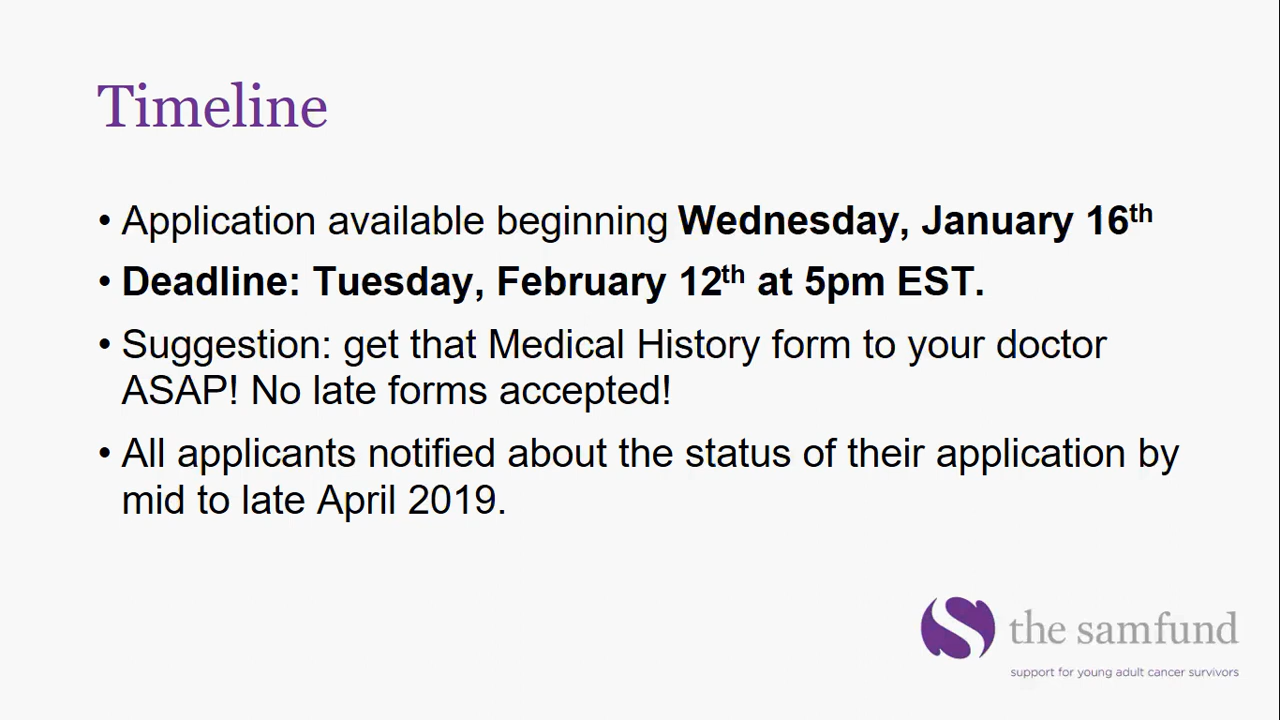 Timeline
• Application available beginning Wednesday, January 16th
• Deadline: Tuesday, February 12th at 5pm EST.
• Suggestion: get that Medical History form to your doctor
ASAP! No late forms accepted!
• All applicants notified about the status of their application by
mid to late April 2019.
the samfund
support for young adult cancer survivors